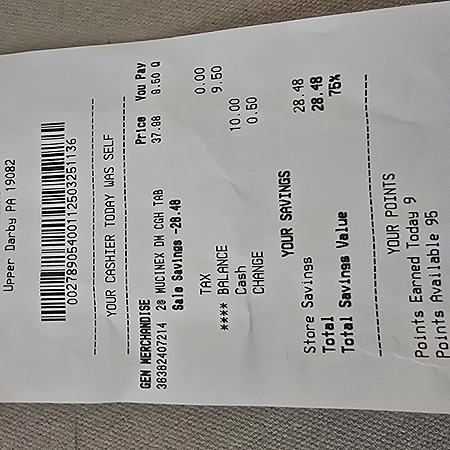 Upper Darby PA 19082
00278905400112503251136
YOUR CASHIER TODAY WAS SELF
Price You Pay
GEN MERCHANDISE
36382407214 2@ MUCINEX DM CGH TAB 37.98 9.50 Q
Sale Savings -28.48
TAX 0.00
**** BALANCE 9.50
Cash 10.00
CHANGE 0.50
YOUR SAVINGS
Store Savings 28.48
Total 28.48
Total Savings Value 75%
YOUR POINTS
Points Earned Today 9
Points Available 95